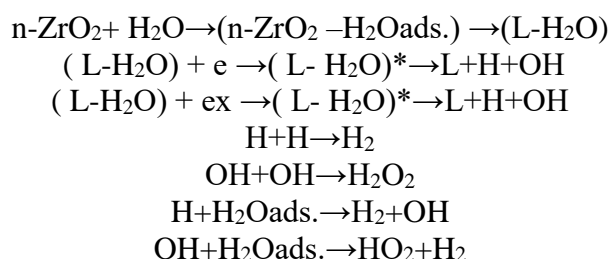 n-ZrO₂+ H₂O→(n-ZrO₂ –H₂Oads.) →(L-H₂O)
( L-H₂O) + e →( L- H₂O)*→L+H+OH
( L-H₂O) + ex →( L- H₂O)*→L+H+OH
H+H→H₂
OH+OH→H₂O₂
H+H₂Oads.→H₂+OH
OH+H₂Oads.→HO₂+H₂